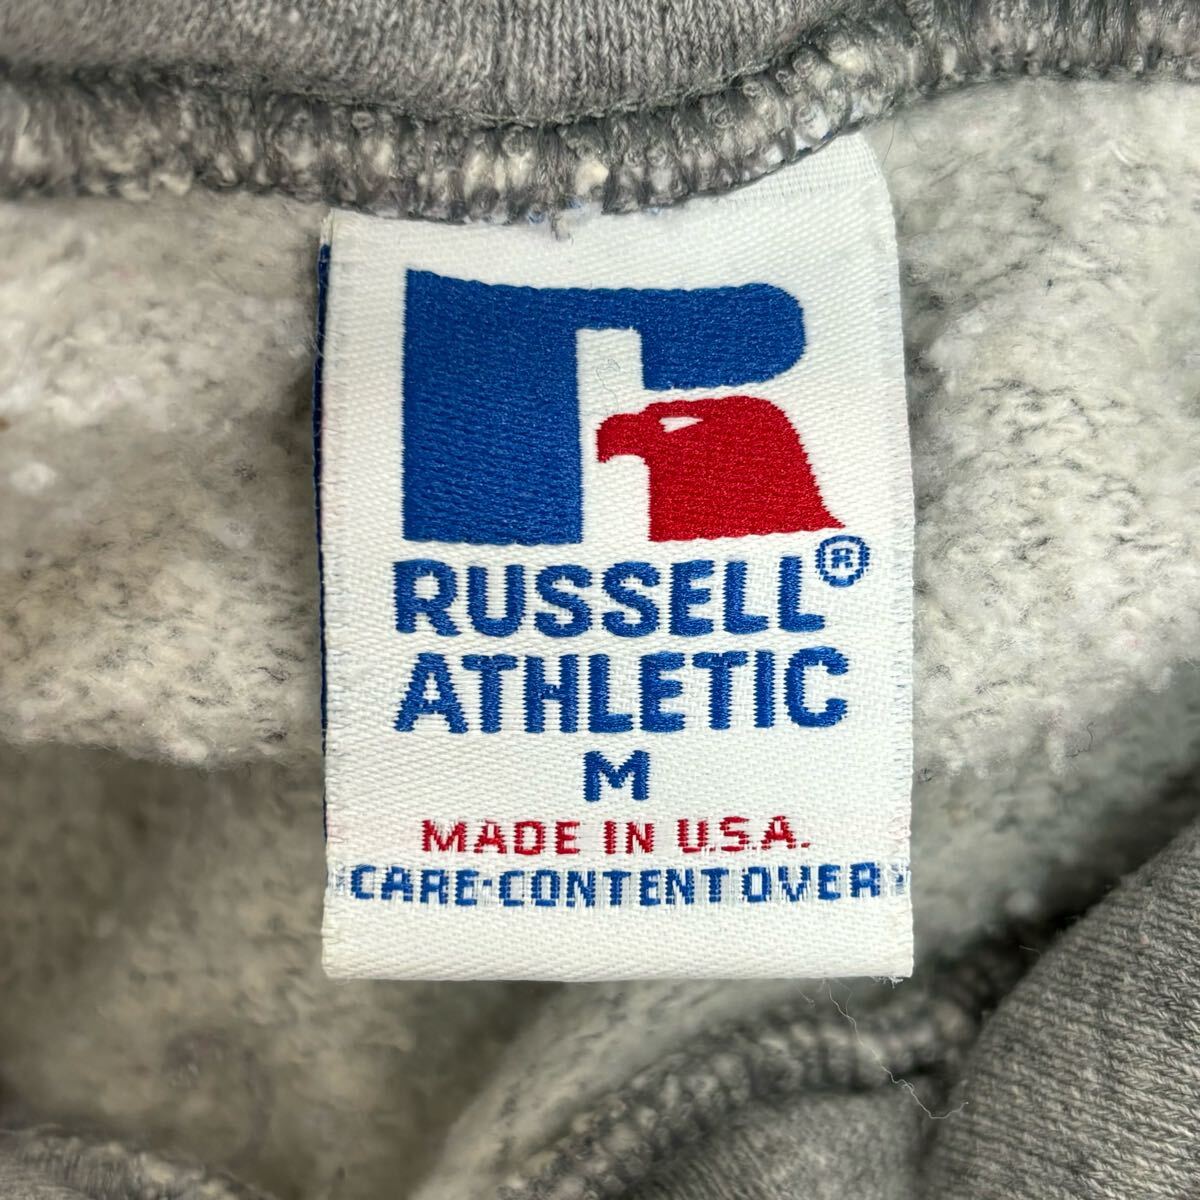 RUSSELL®
ATHLETIC
M
MADE IN U.S.A.
CARE·CONTENT OVER